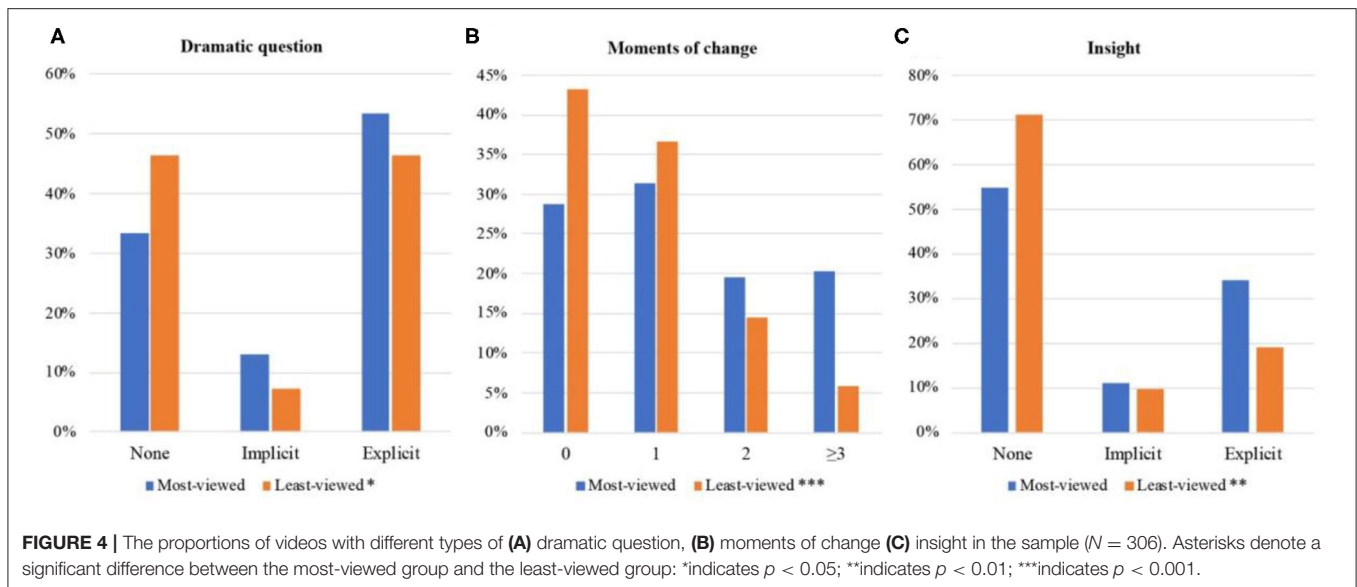 A
Dramatic question
60%
50%
40%
30%
20%
10%
0%
None Implicit Explicit
Most-viewed Least-viewed *
B
Moments of change
45%
40%
35%
30%
25%
20%
15%
10%
5%
0%
0 1 2 ≥3
Most-viewed Least-viewed ***
C
Insight
80%
70%
60%
50%
40%
30%
20%
10%
0%
None Implicit Explicit
Most-viewed Least-viewed **
FIGURE 4 | The proportions of videos with different types of (A) dramatic question, (B) moments of change (C) insight in the sample (N = 306). Asterisks denote a
significant difference between the most-viewed group and the least-viewed group: *indicates p < 0.05; **indicates p < 0.01; ***indicates p < 0.001.